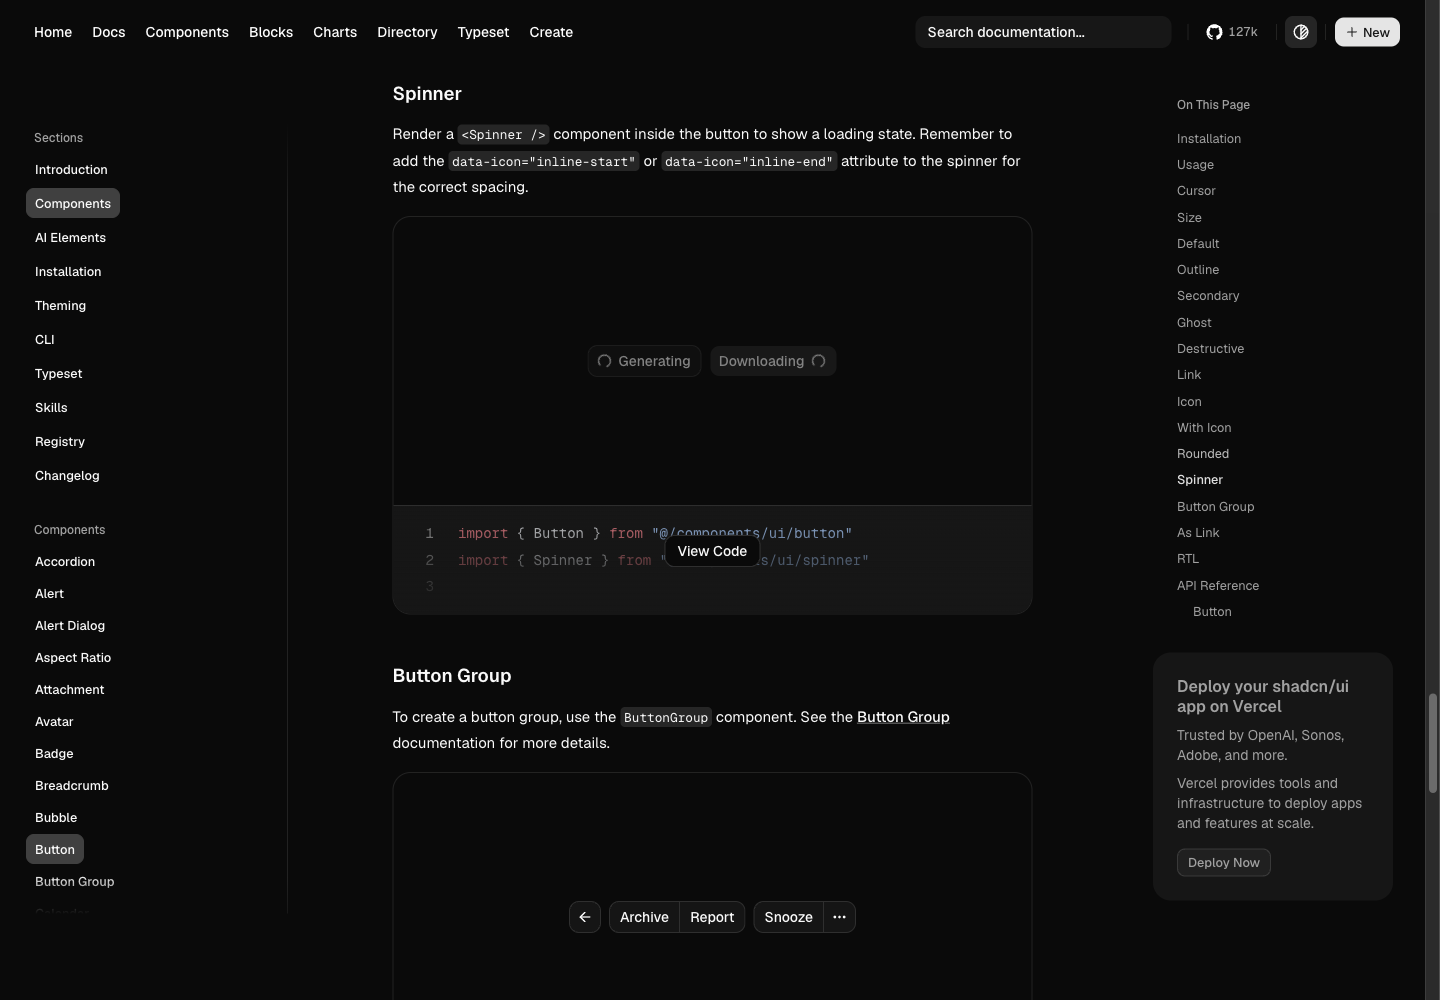 Home Docs Components Blocks Charts Directory Typeset Create
Search documentation...
127k
New
Sections
Introduction
Components
AI Elements
Installation
Theming
CLI
Typeset
Skills
Registry
Changelog
Components
Accordion
Alert
Alert Dialog
Aspect Ratio
Attachment
Avatar
Badge
Breadcrumb
Bubble
Button
Button Group
Spinner
Render a <Spinner /> component inside the button to show a loading state. Remember to
add the data-icon="inline-start" or data-icon="inline-end" attribute to the spinner for
the correct spacing.
Generating
Downloading
1 import { Button } from "@/components/ui/button"
View Code
2 import { Spinner } from " s/ui/spinner"
3
Button Group
To create a button group, use the ButtonGroup component. See the Button Group
documentation for more details.
Archive Report Snooze
On This Page
Installation
Usage
Cursor
Size
Default
Outline
Secondary
Ghost
Destructive
Link
Icon
With Icon
Rounded
Spinner
Button Group
As Link
RTL
API Reference
Button
Deploy your shadcn/ui
app on Vercel
Trusted by OpenAI, Sonos,
Adobe, and more.
Vercel provides tools and
infrastructure to deploy apps
and features at scale.
Deploy Now